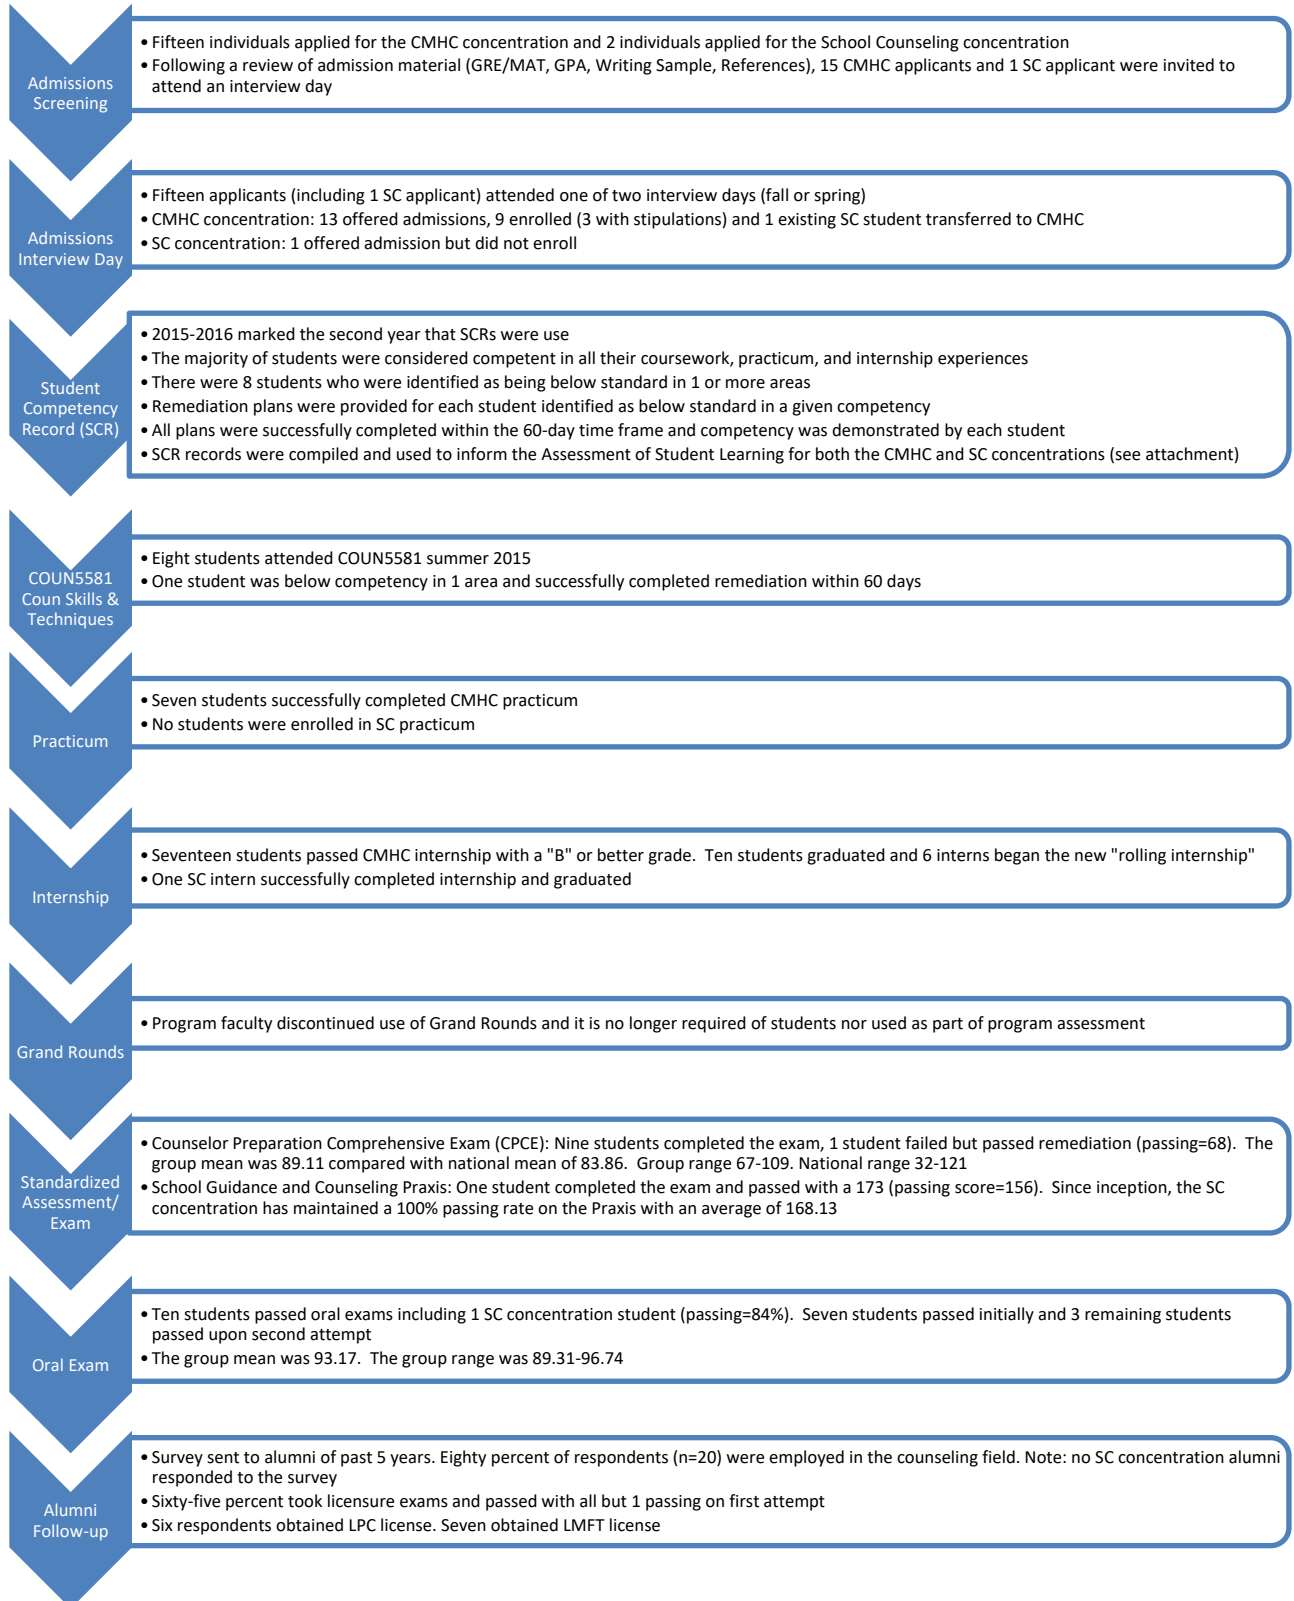 Admissions
Screening
• Fifteen individuals applied for the CMHC concentration and 2 individuals applied for the School Counseling concentration
• Following a review of admission material (GRE/MAT, GPA, Writing Sample, References), 15 CMHC applicants and 1 SC applicant were invited to
attend an interview day
Admissions
Interview Day
• Fifteen applicants (including 1 SC applicant) attended one of two interview days (fall or spring)
• CMHC concentration: 13 offered admissions, 9 enrolled (3 with stipulations) and 1 existing SC student transferred to CMHC
• SC concentration: 1 offered admission but did not enroll
Student
Competency
Record (SCR)
• 2015-2016 marked the second year that SCRs were use
• The majority of students were considered competent in all their coursework, practicum, and internship experiences
• There were 8 students who were identified as being below standard in 1 or more areas
• Remediation plans were provided for each student identified as below standard in a given competency
• All plans were successfully completed within the 60-day time frame and competency was demonstrated by each student
• SCR records were compiled and used to inform the Assessment of Student Learning for both the CMHC and SC concentrations (see attachment)
COUN5581
Coun Skills &
Techniques
• Eight students attended COUN5581 summer 2015
• One student was below competency in 1 area and successfully completed remediation within 60 days
Practicum
• Seven students successfully completed CMHC practicum
• No students were enrolled in SC practicum
Internship
• Seventeen students passed CMHC internship with a "B" or better grade.  Ten students graduated and 6 interns began the new "rolling internship"
• One SC intern successfully completed internship and graduated
Grand Rounds
• Program faculty discontinued use of Grand Rounds and it is no longer required of students nor used as part of program assessment
Standardized
Assessment/
Exam
• Counselor Preparation Comprehensive Exam (CPCE): Nine students completed the exam, 1 student failed but passed remediation (passing=68).  The
group mean was 89.11 compared with national mean of 83.86.  Group range 67-109. National range 32-121
• School Guidance and Counseling Praxis: One student completed the exam and passed with a 173 (passing score=156).  Since inception, the SC
concentration has maintained a 100% passing rate on the Praxis with an average of 168.13
Oral Exam
• Ten students passed oral exams including 1 SC concentration student (passing=84%).  Seven students passed initially and 3 remaining students
passed upon second attempt
• The group mean was 93.17.  The group range was 89.31-96.74
Alumni
Follow-up
• Survey sent to alumni of past 5 years. Eighty percent of respondents (n=20) were employed in the counseling field. Note: no SC concentration alumni
responded to the survey
• Sixty-five percent took licensure exams and passed with all but 1 passing on first attempt
• Six respondents obtained LPC license. Seven obtained LMFT license